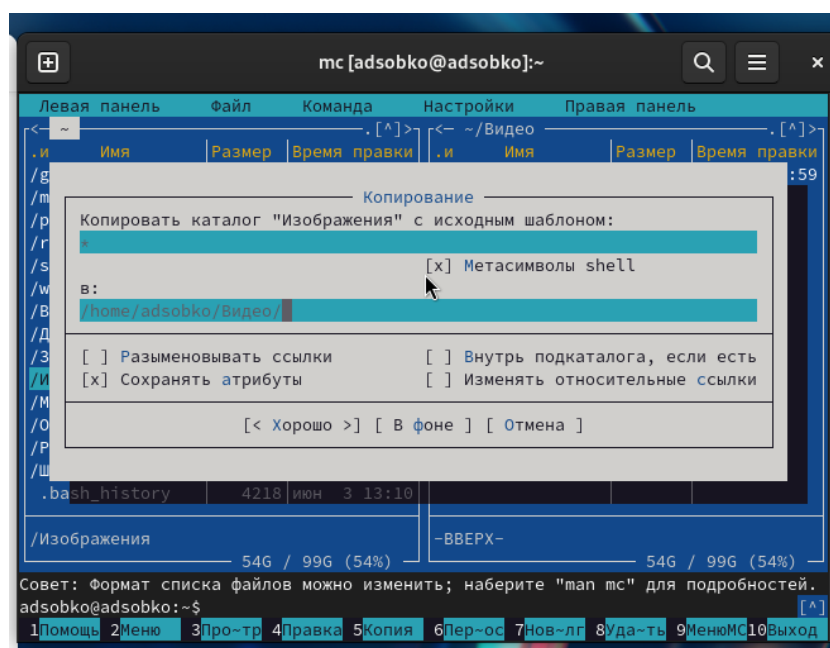 mc [adsobko@adsobko]:~
Левая панель Файл Команда Настройки Правая панель
<— ~ .[^]> <— ~/Видео .[^]>
.и Имя Размер Время правки .и Имя Размер Время правки
/g :59
/m Копирование
/p Копировать каталог "Изображения" с исходным шаблоном:
/r *
/s [x] Метасимволы shell
/w в:
/В /home/adsobko/Видео/
/Д
/З [ ] Разыменовывать ссылки [ ] Внутрь подкаталога, если есть
/И [x] Сохранять атрибуты [ ] Изменять относительные ссылки
/М
/О [< Хорошо >] [ В фоне ] [ Отмена ]
/Р
/Ш
.bash_history 4218 июн 3 13:10
/Изображения -ВВЕРХ-
54G / 99G (54%) 54G / 99G (54%)
Совет: Формат списка файлов можно изменить; наберите "man mc" для подробностей.
adsobko@adsobko:~$ [^]
1Помощь 2Меню 3Про~тр 4Правка 5Копия 6Пер~ос 7Нов~лг 8Уда~ть 9МенюMC 10Выход